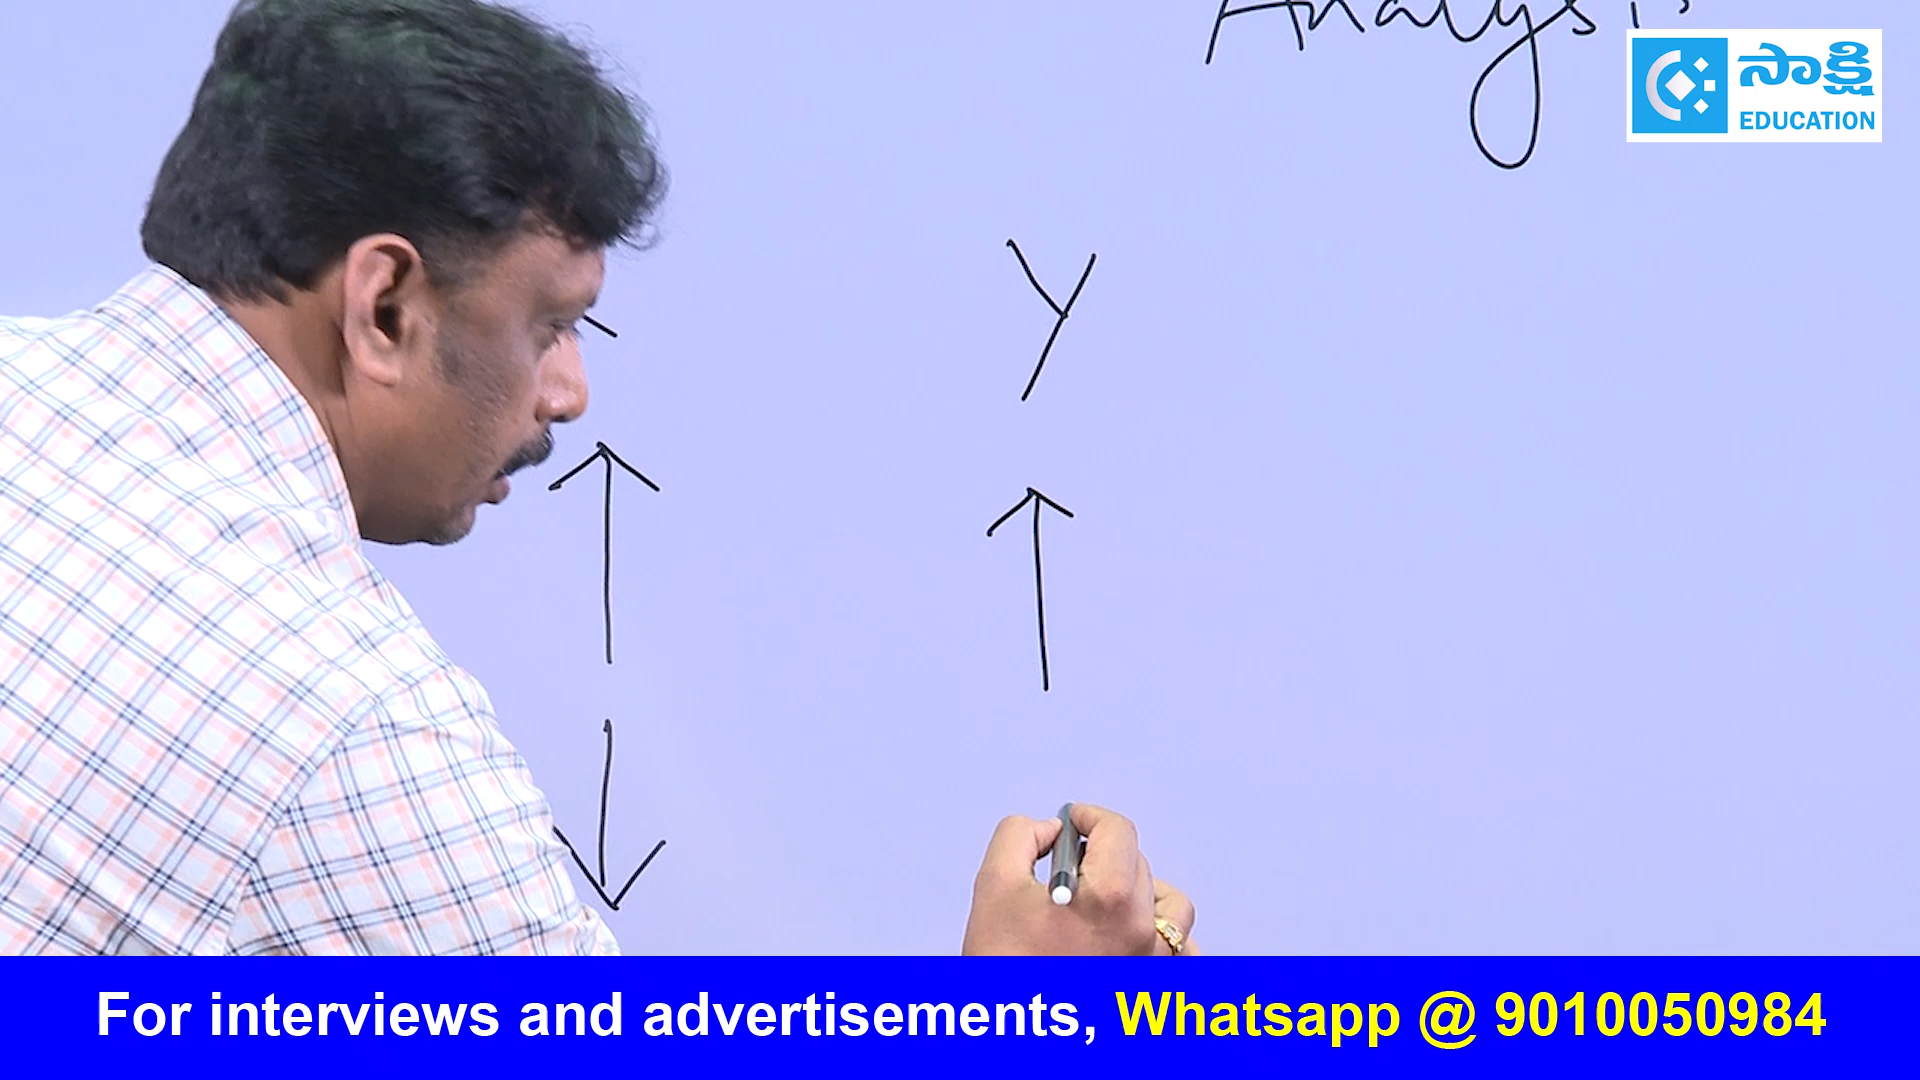 Analysis
సాక్షి
EDUCATION
Y
For interviews and advertisements, Whatsapp @ 9010050984